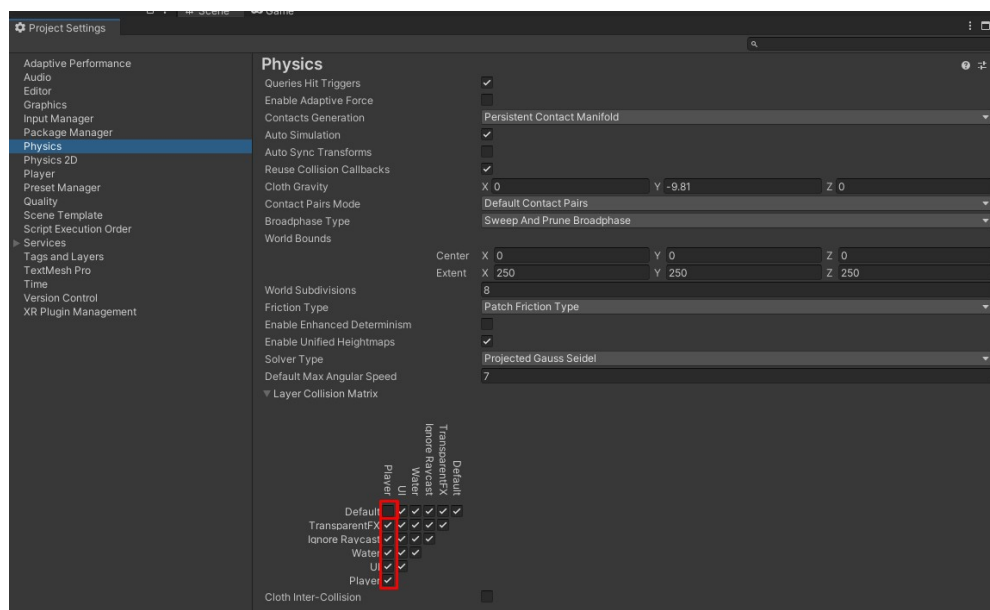 Scene Game
Project Settings
Adaptive Performance
Audio
Editor
Graphics
Input Manager
Package Manager
Physics
Physics 2D
Player
Preset Manager
Quality
Scene Template
Script Execution Order
Services
Tags and Layers
TextMesh Pro
Time
Version Control
XR Plugin Management
Physics
Queries Hit Triggers
Enable Adaptive Force
Contacts Generation Persistent Contact Manifold
Auto Simulation
Auto Sync Transforms
Reuse Collision Callbacks
Cloth Gravity X 0 Y -9.81 Z 0
Contact Pairs Mode Default Contact Pairs
Broadphase Type Sweep And Prune Broadphase
World Bounds
Center X 0 Y 0 Z 0
Extent X 250 Y 250 Z 250
World Subdivisions 8
Friction Type Patch Friction Type
Enable Enhanced Determinism
Enable Unified Heightmaps
Solver Type Projected Gauss Seidel
Default Max Angular Speed 7
Layer Collision Matrix
Player
UI
Water
Ignore Raycast
TransparentFX
Default
Default
TransparentFX
Ignore Raycast
Water
UI
Player
Cloth Inter-Collision